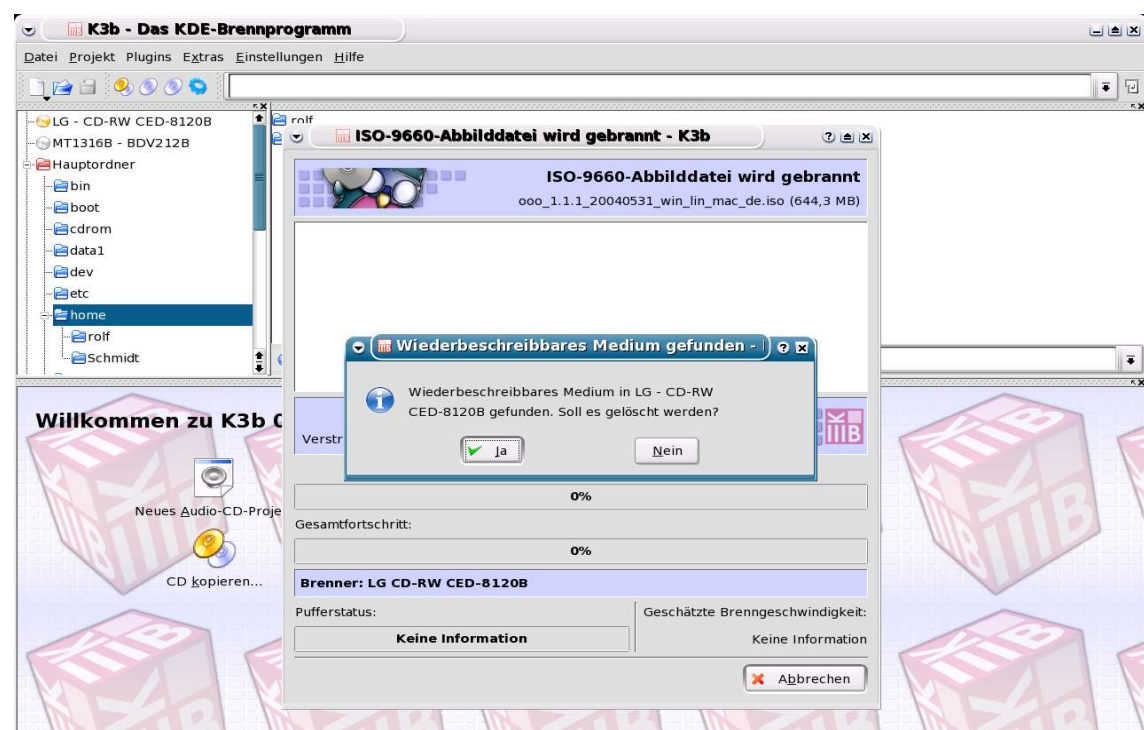 K3b - Das KDE-Brennprogramm
Datei Projekt Plugins Extras Einstellungen Hilfe
LG - CD-RW CED-8120B
MT1316B - BDV212B
Hauptordner
bin
boot
cdrom
data1
dev
etc
home
rolf
Schmidt
rolf
ISO-9660-Abbilddatei wird gebrannt - K3b
ISO-9660-Abbilddatei wird gebrannt
ooo_1.1.1_20040531_win_lin_mac_de.iso (644,3 MB)
Wiederbeschreibbares Medium gefunden -
Wiederbeschreibbares Medium in LG - CD-RW
CED-8120B gefunden. Soll es gelöscht werden?
Ja Nein
Verstr
0%
Gesamtfortschritt:
0%
Brenner: LG CD-RW CED-8120B
Pufferstatus: Geschätzte Brenngeschwindigkeit:
Keine Information Keine Information
Abbrechen
Willkommen zu K3b
Neues Audio-CD-Proje
CD kopieren...